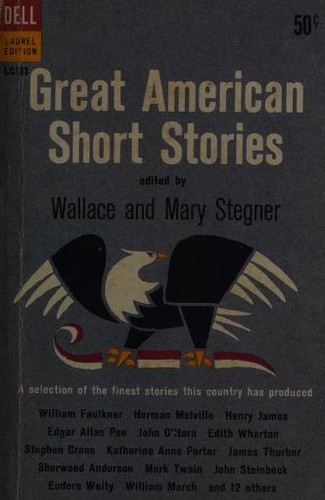 DELL
LAUREL
EDITION
LC103
50¢
Great American
Short Stories
edited by
Wallace and Mary Stegner
A selection of the finest stories this country has produced
William Faulkner Herman Melville Henry James
Edgar Allan Poe John O'Hara Edith Wharton
Stephen Crane Katherine Anne Porter James Thurber
Sherwood Anderson Mark Twain John Steinbeck
Eudora Welty William March and 12 others